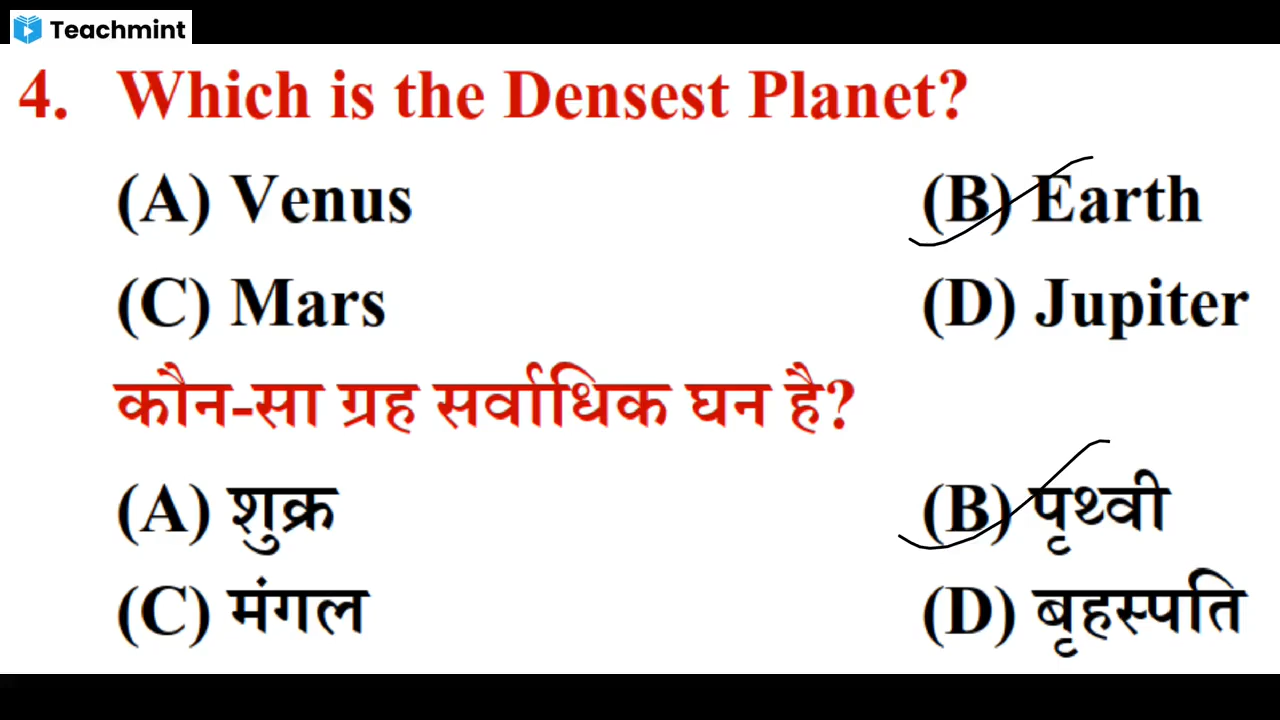 Teachmint
4. Which is the Densest Planet?
(A) Venus (B) Earth
(C) Mars (D) Jupiter
कौन-सा ग्रह सर्वाधिक घन है?
(A) शुक्र (B) पृथ्वी
(C) मंगल (D) बृहस्पति